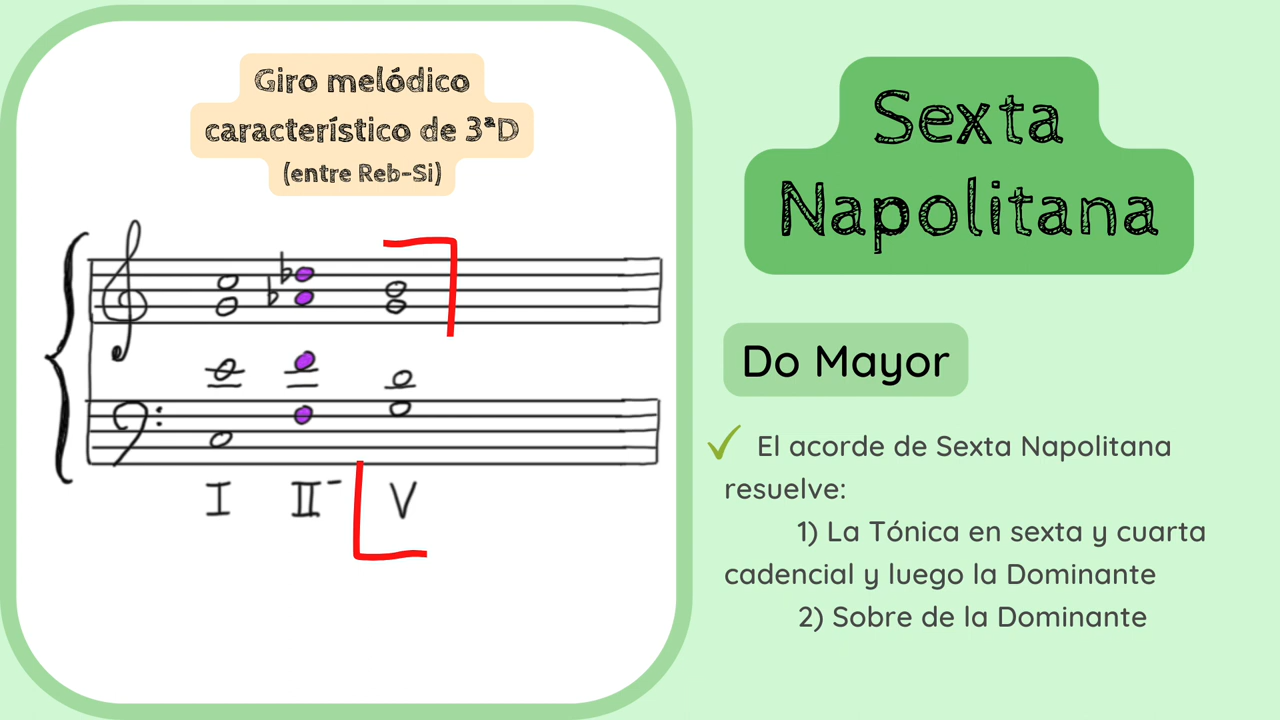 Giro melódico
característico de 3ªD
(entre Reb-Si)
I II- V
Sexta
Napolitana
Do Mayor
El acorde de Sexta Napolitana
resuelve:
1) La Tónica en sexta y cuarta
cadencial y luego la Dominante
2) Sobre de la Dominante